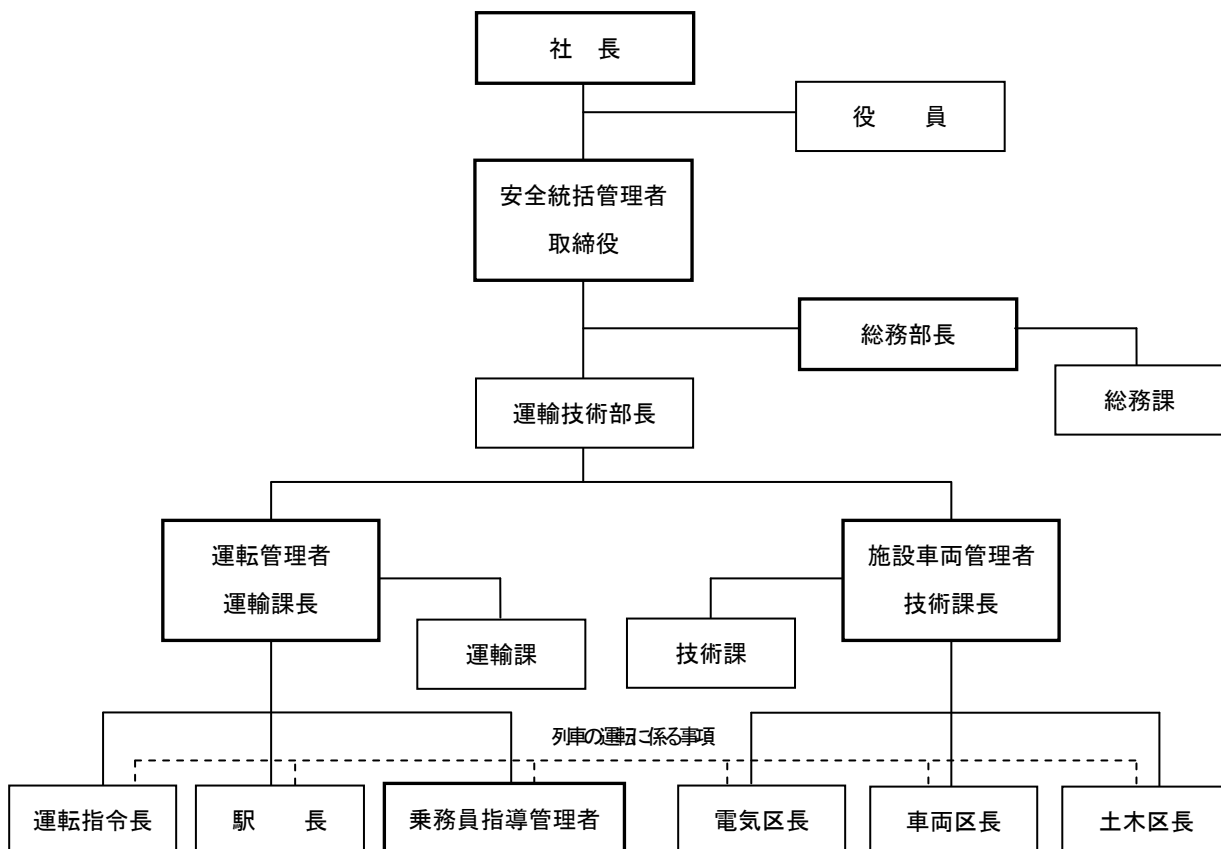 社　長
役　　員
安全統括管理者
取締役
総務部長
総務課
運輸技術部長
運転管理者
運輸課長
施設車両管理者
技術課長
運輸課
技術課
列車の運転に係る事項
運転指令長
駅　　長
乗務員指導管理者
電気区長
車両区長
土木区長